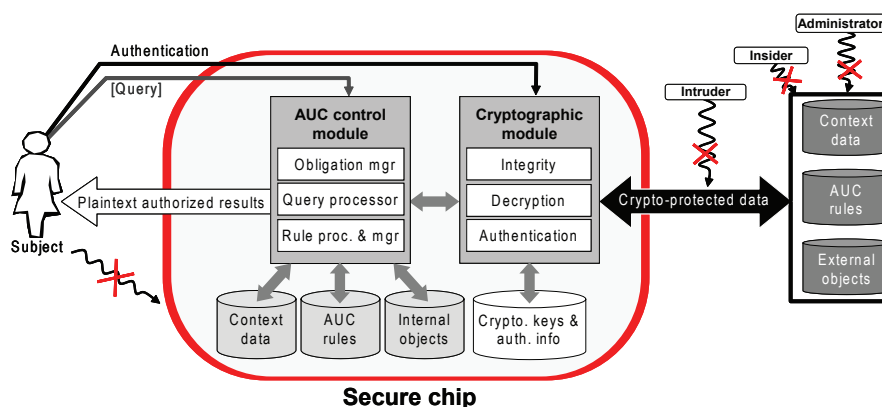 Administrator
Authentication
Insider
[Query]
Intruder
AUC control
module
Cryptographic
module
Context
data
Obligation mgr
Integrity
Plaintext authorized results
Query processor
Decryption
Crypto-protected data
AUC
rules
Rule proc. & mgr
Authentication
Subject
External
objects
Context
data
AUC
rules
Internal
objects
Crypto. keys &
auth. info
Secure chip